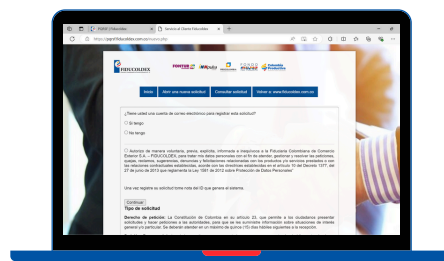 PQRSF Fiducoldex
Servicio al Cliente Fiducoldex
FIDUCOLDEX
Colombia Productiva
Inicio
Abrir una nueva solicitud
Consultar solicitud
Volver a: www.fiducoldex.com.co
¿Tiene usted una cuenta de correo electrónico para registrar esta solicitud?
Si tengo
No tengo
Autorizo de manera voluntaria, previa, explícita, informada e inequívoca a la Fiduciaria Colombiana de Comercio
Exterior S.A. – FIDUCOLDEX, para tratar mis datos personales con el fin de atender, gestionar y resolver las peticiones,
quejas, reclamos, sugerencias, denuncias y felicitaciones relacionadas con los productos y/o servicios prestados o con
las relaciones contractuales establecidas, acorde con las directrices establecidas en el artículo 10 del Decreto 1377, del
27 de junio de 2013 que reglamenta la Ley 1581 de 2012 sobre Protección de Datos Personales"
Una vez registre su solicitud tome nota del ID que genera el sistema.
Continuar
Tipo de solicitud
Derecho de petición: La Constitución de Colombia en su artículo 23, que permite a los ciudadanos presentar
solicitudes y hacer peticiones a las autoridades, para que se les suministre información sobre situaciones de interés
general y/o particular. Se deberán atender en un máximo de quince (15) días hábiles siguientes a la recepción.